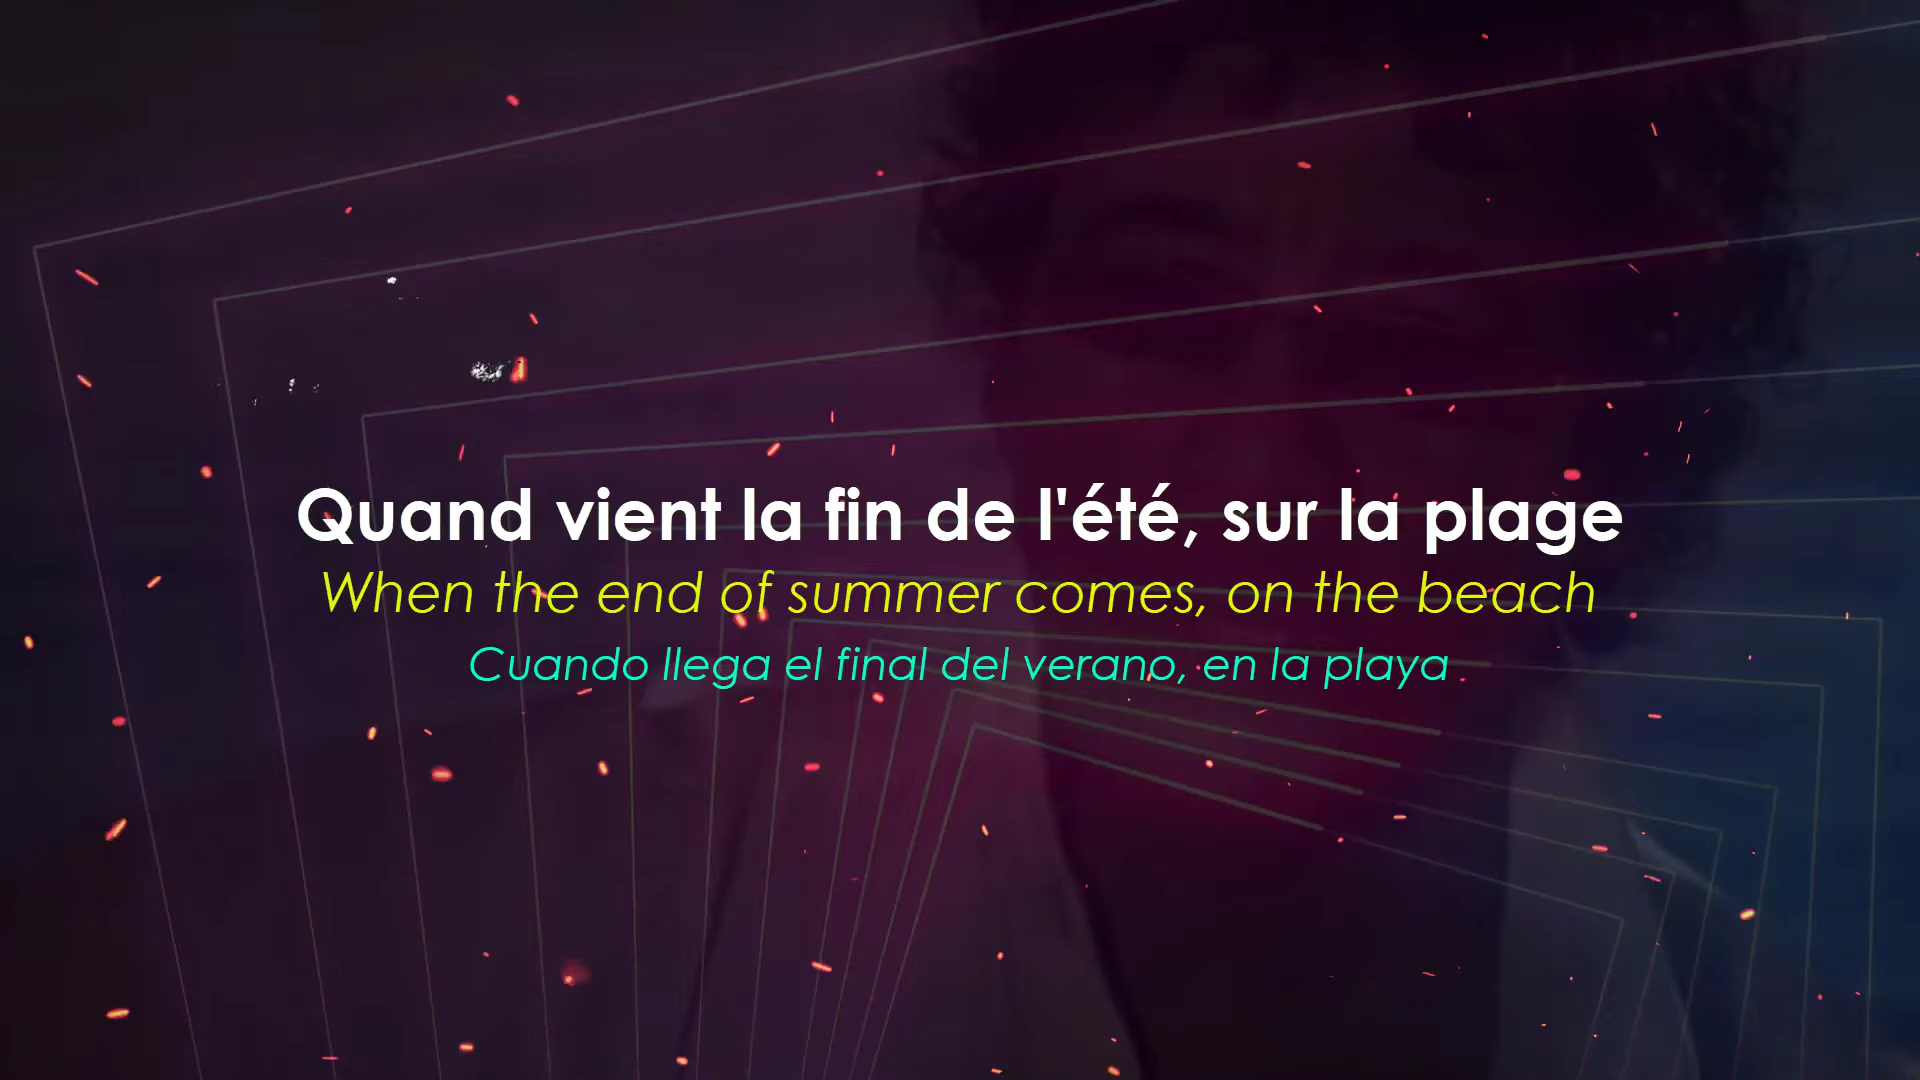 Quand vient la fin de l'été, sur la plage
When the end of summer comes, on the beach
Cuando llega el final del verano, en la playa